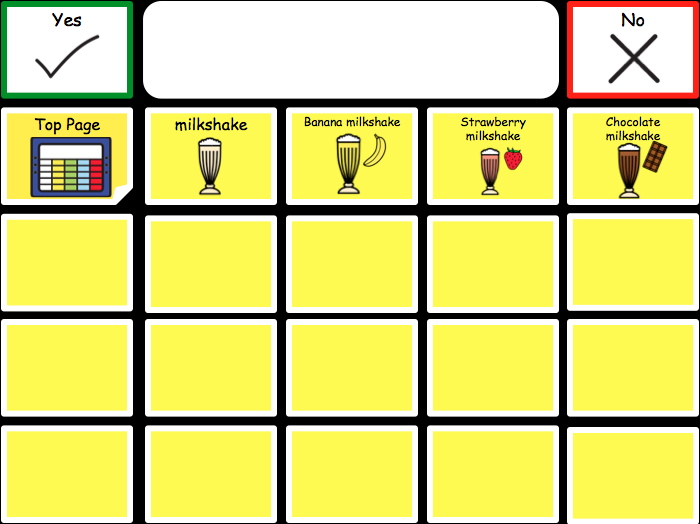 Yes
No
Top Page
milkshake
Banana milkshake
Strawberry
milkshake
Chocolate
milkshake